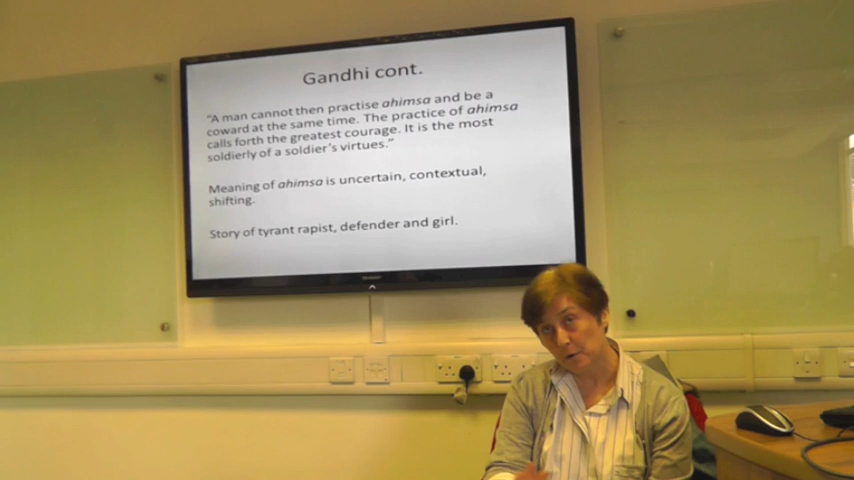 Gandhi cont.
"A man cannot then practise ahimsa and be a
coward at the same time. The practice of ahimsa
calls forth the greatest courage. It is the most
soldierly of a soldier's virtues."
Meaning of ahimsa is uncertain, contextual,
shifting.
Story of tyrant rapist, defender and girl.